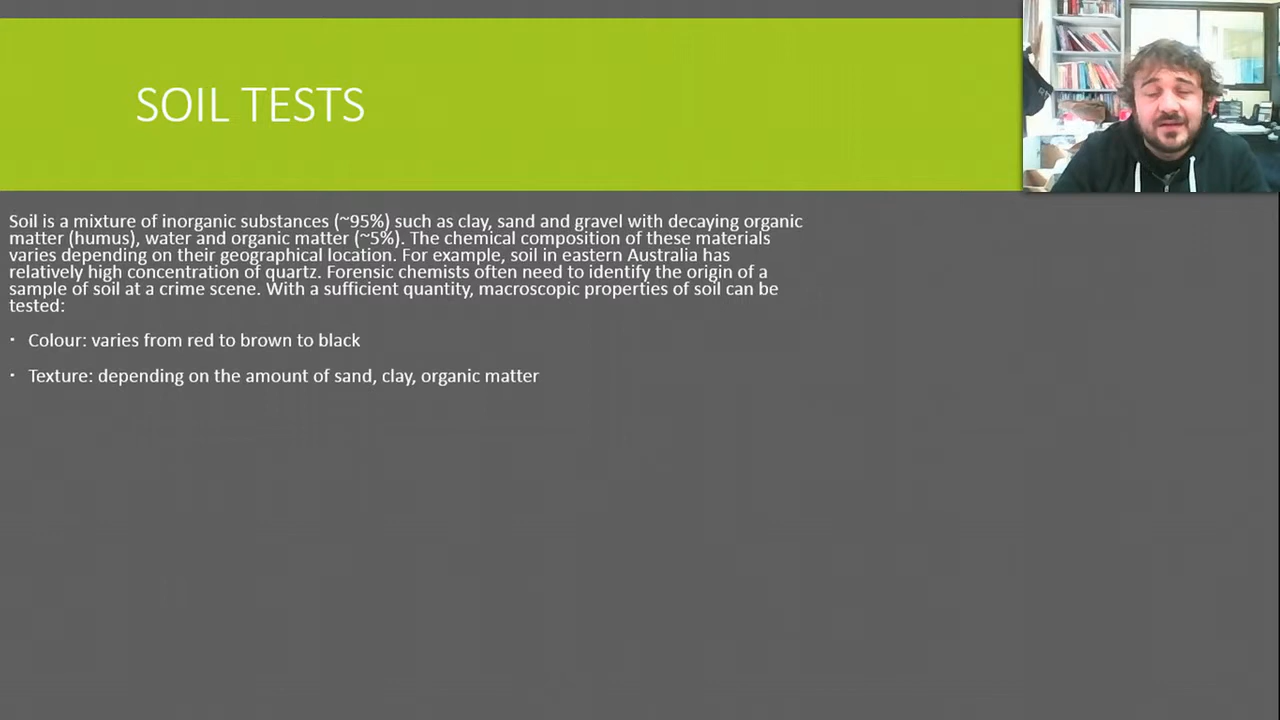 SOIL TESTS
Soil is a mixture of inorganic substances (~95%) such as clay, sand and gravel with decaying organic
matter (humus), water and organic matter (~5%). The chemical composition of these materials
varies depending on their geographical location. For example, soil in eastern Australia has
relatively high concentration of quartz. Forensic chemists often need to identify the origin of a
sample of soil at a crime scene. With a sufficient quantity, macroscopic properties of soil can be
tested:
· Colour: varies from red to brown to black
· Texture: depending on the amount of sand, clay, organic matter